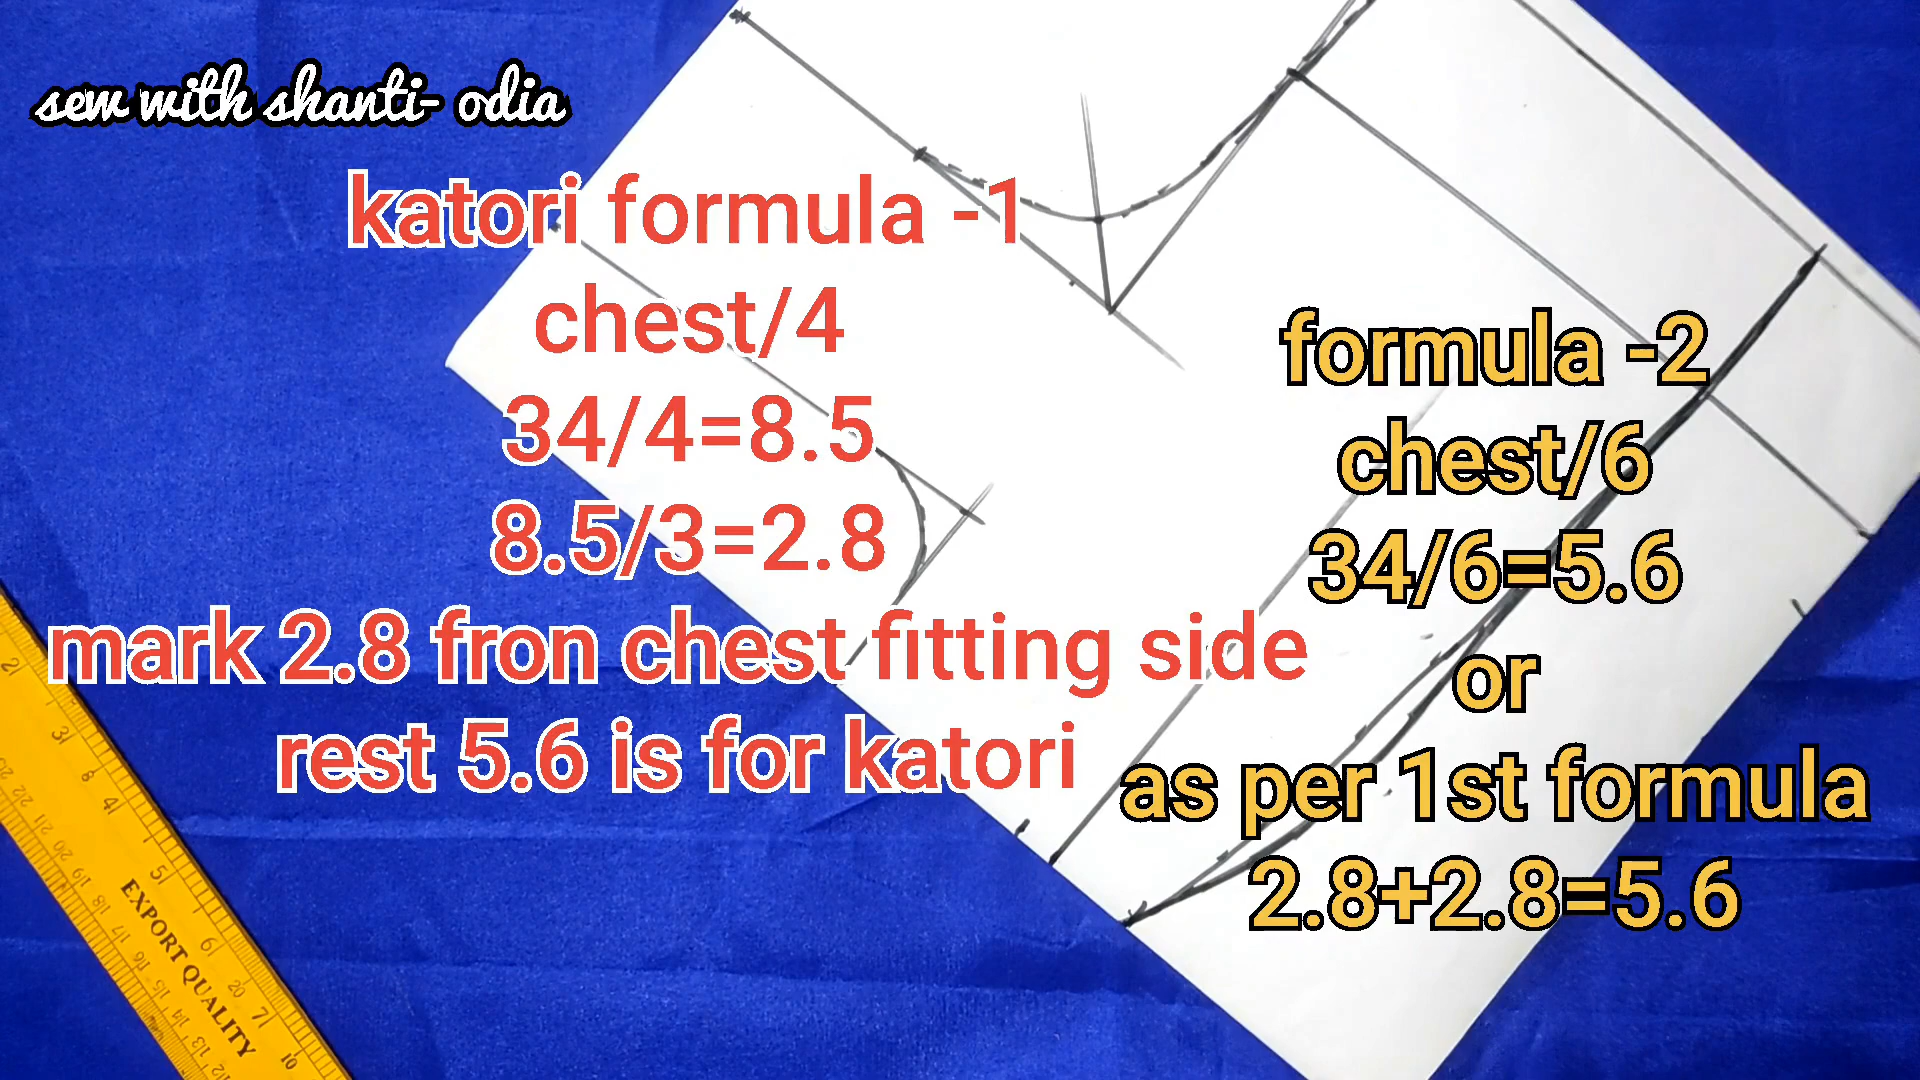 sew with shanti- odia
katori formula -1
chest/4
34/4=8.5
8.5/3=2.8
mark 2.8 fron chest fitting side
rest 5.6 is for katori
formula -2
chest/6
34/6=5.6
or
as per 1st formula
2.8+2.8=5.6
EXPORT QUALITY